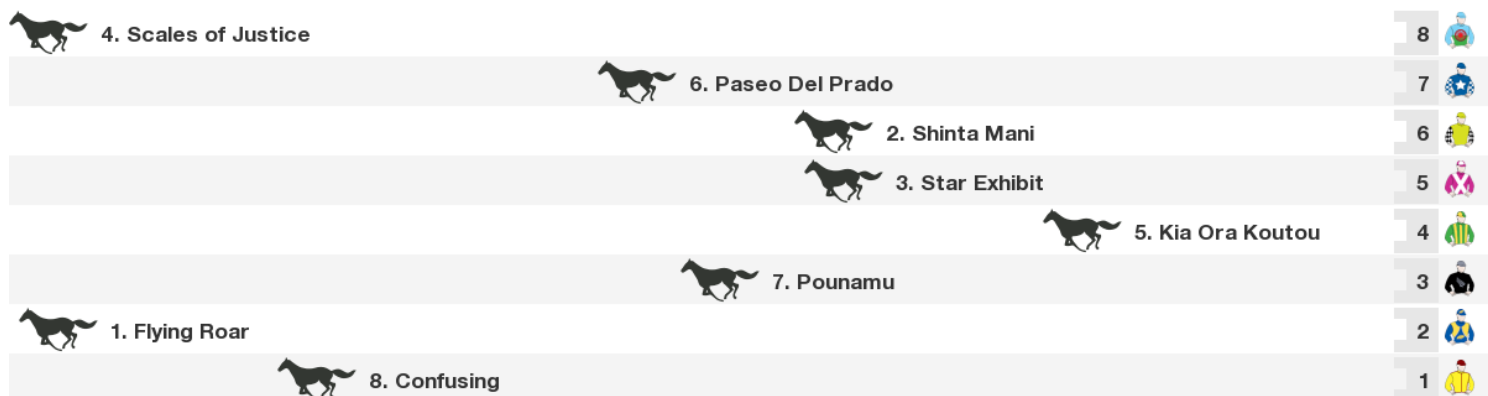 4. Scales of Justice 8
6. Paseo Del Prado 7
2. Shinta Mani 6
3. Star Exhibit 5
5. Kia Ora Koutou 4
7. Pounamu 3
1. Flying Roar 2
8. Confusing 1